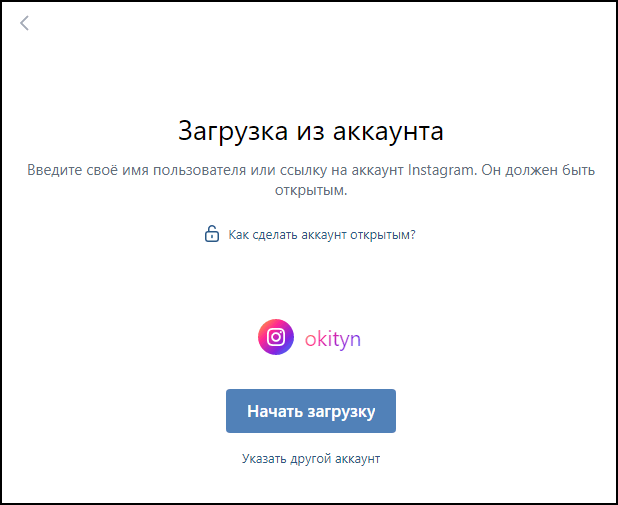 Загрузка из аккаунта
Введите своё имя пользователя или ссылку на аккаунт Instagram. Он должен быть
открытым.
Как сделать аккаунт открытым?
okityn
Начать загрузку
Указать другой аккаунт